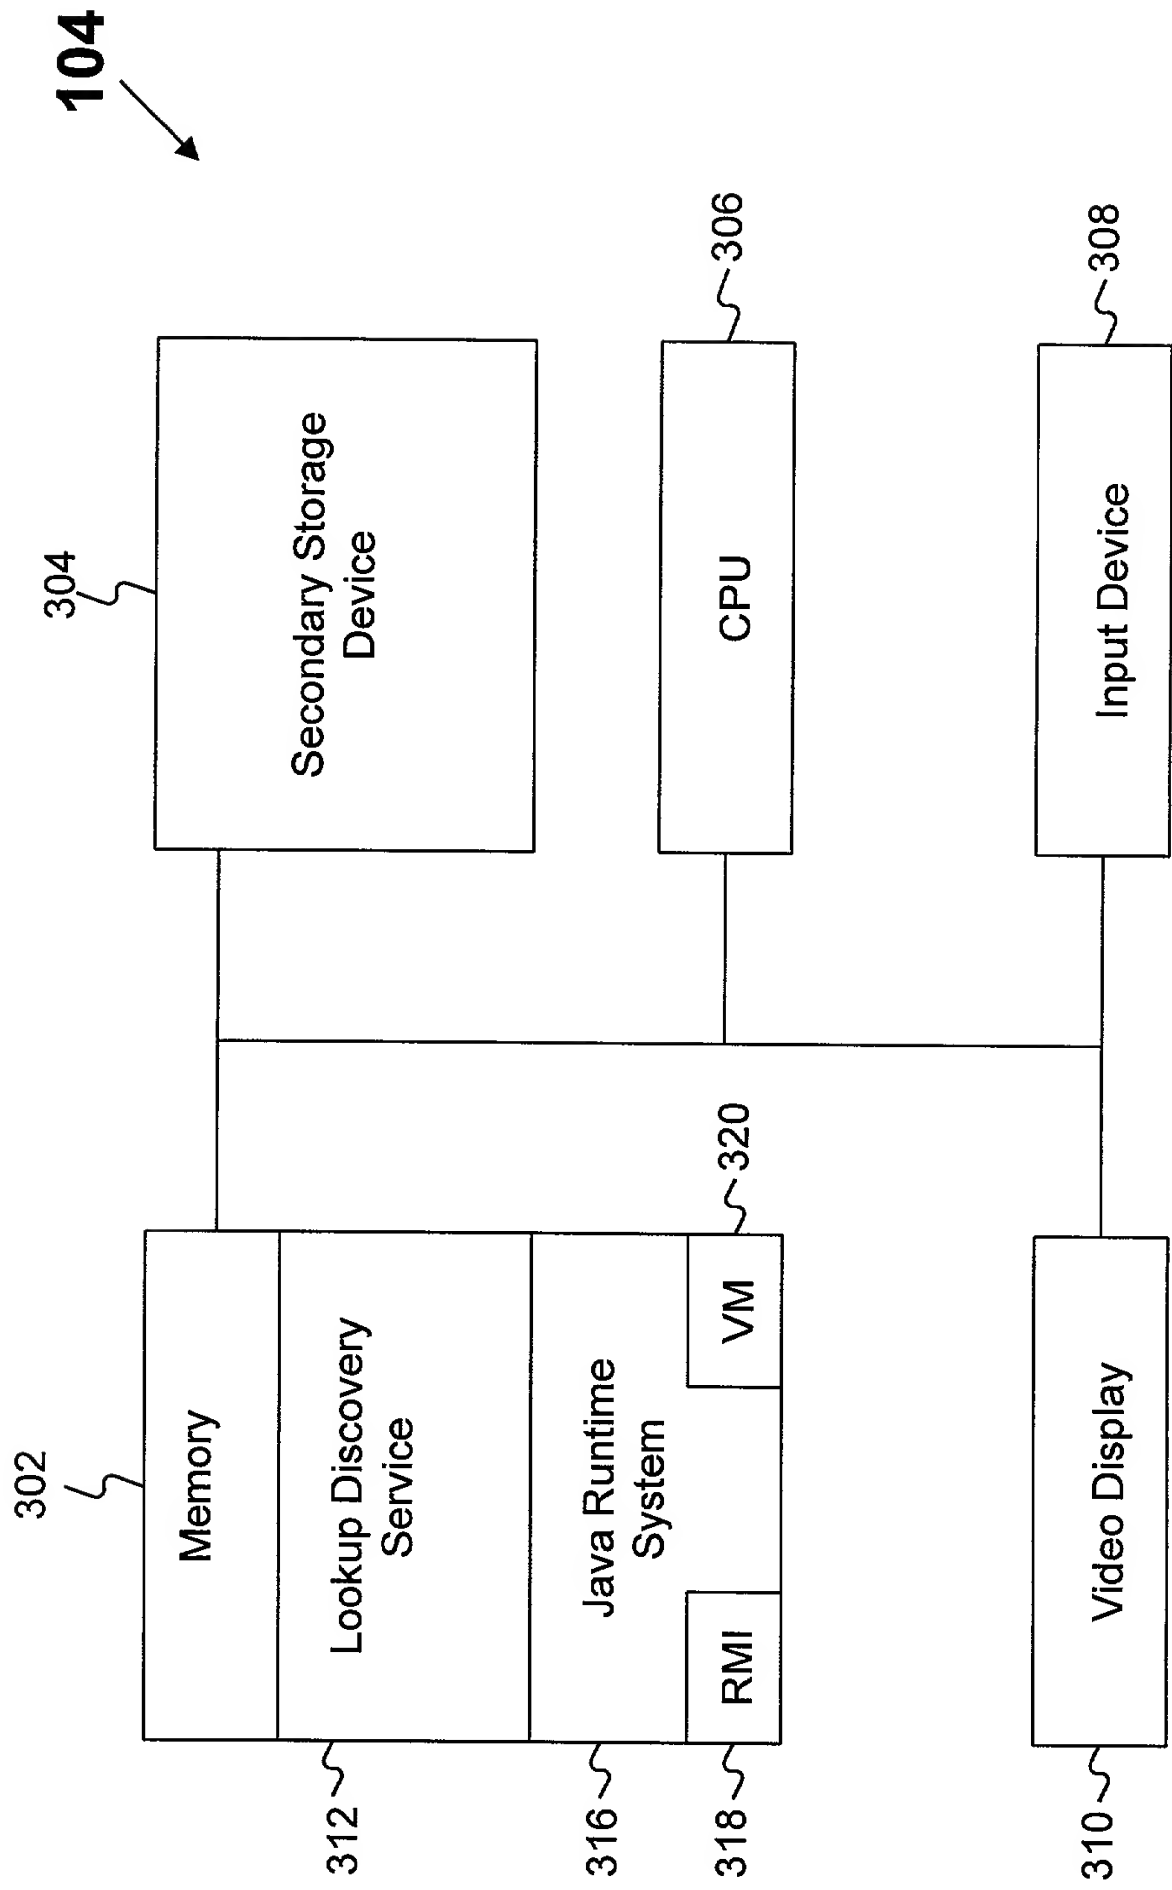 104
302
304
Memory
Secondary Storage
Device
312
Lookup Discovery
Service
316
Java Runtime
System
318
RMI
VM
320
CPU
306
310
Video Display
Input Device
308